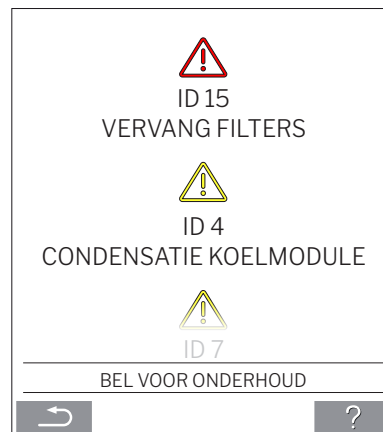 ID 15
VERVANG FILTERS
ID 4
CONDENSATIE KOELMODULE
ID 7
BEL VOOR ONDERHOUD
?